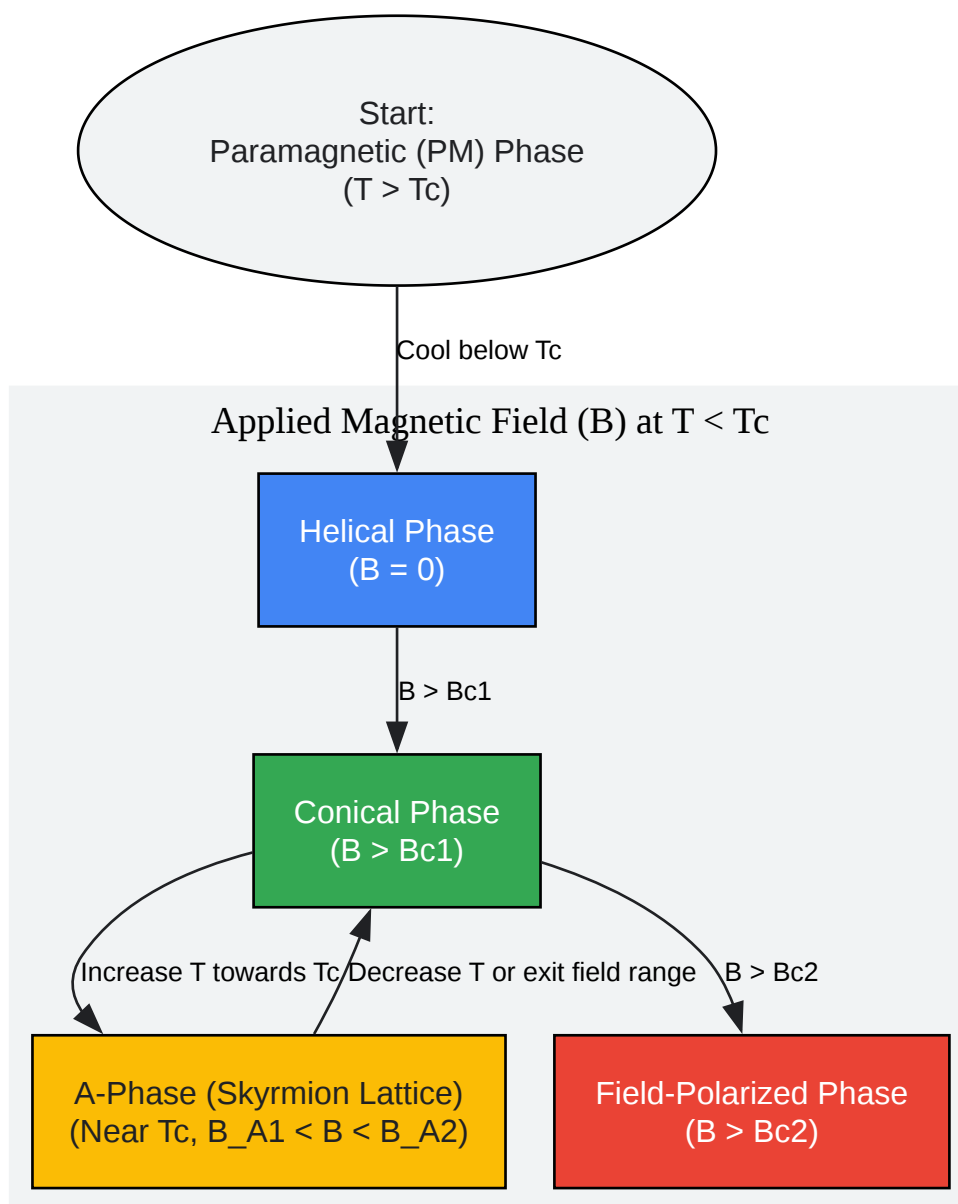 Start:
Paramagnetic (PM) Phase
(T > Tc)
Cool below Tc
Applied Magnetic Field (B) at T < Tc
Helical Phase
(B = 0)
B > Bc1
Conical Phase
(B > Bc1)
Increase T towards Tc
Decrease T or exit field range
B > Bc2
A-Phase (Skyrmion Lattice)
(Near Tc, B_A1 < B < B_A2)
Field-Polarized Phase
(B > Bc2)